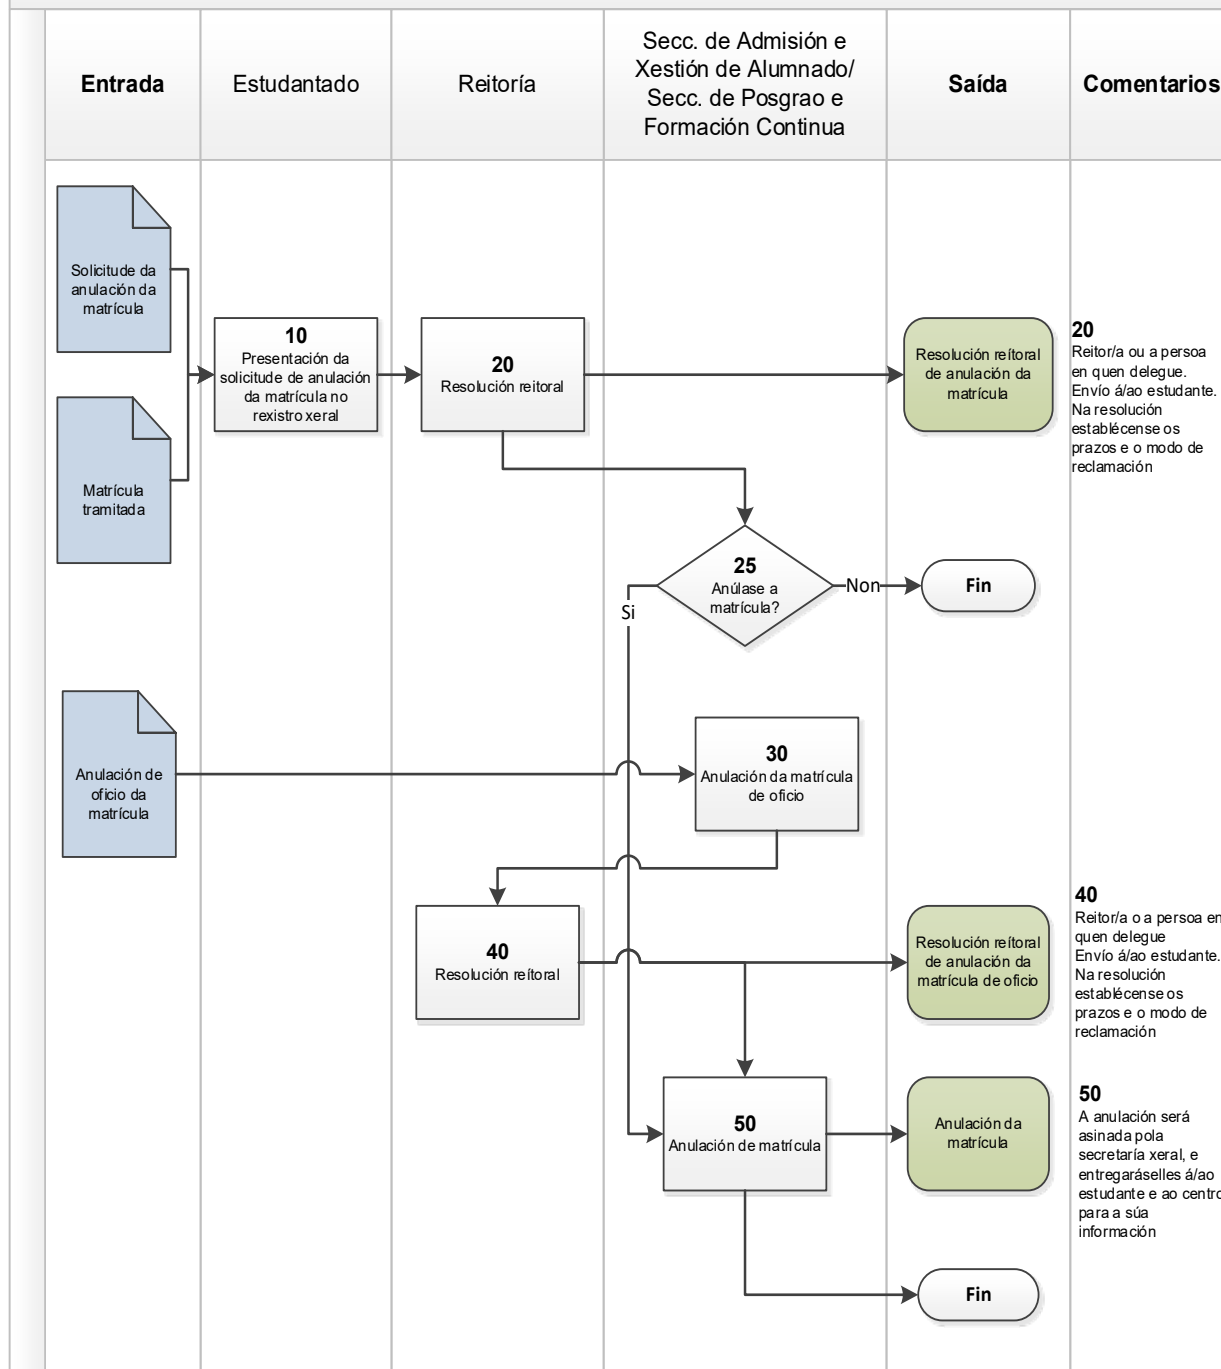 Entrada
Estudantado
Reitoría
Secc. de Admisión e
Xestión de Alumnado/
Secc. de Posgrao e
Formación Continua
Saída
Comentarios
Solicitude da
anulación da
matrícula
Matrícula
tramitada
10
Presentación da
solicitude de anulación
da matrícula no
rexistro xeral
20
Resolución reitoral
Resolución reítoral
de anulación da
matrícula
20
Reitor/a ou a persoa
en quen delegue.
Envío á/ao estudante.
Na resolución
establécense os
prazos e o modo de
reclamación
25
Anúlase a
matrícula?
Non
Si
Fin
Anulación de
oficio da
matrícula
30
Anulación da matrícula
de oficio
40
Resolución reítoral
Resolución reítoral
de anulación da
matrícula de oficio
40
Reitor/a o a persoa en
quen delegue
Envío á/ao estudante.
Na resolución
establécense os
prazos e o modo de
reclamación
50
Anulación de matrícula
Anulación da
matrícula
50
A anulación será
asinada pola
secretaría xeral, e
entregaráselles á/ao
estudante e ao centro
para a súa
información
Fin